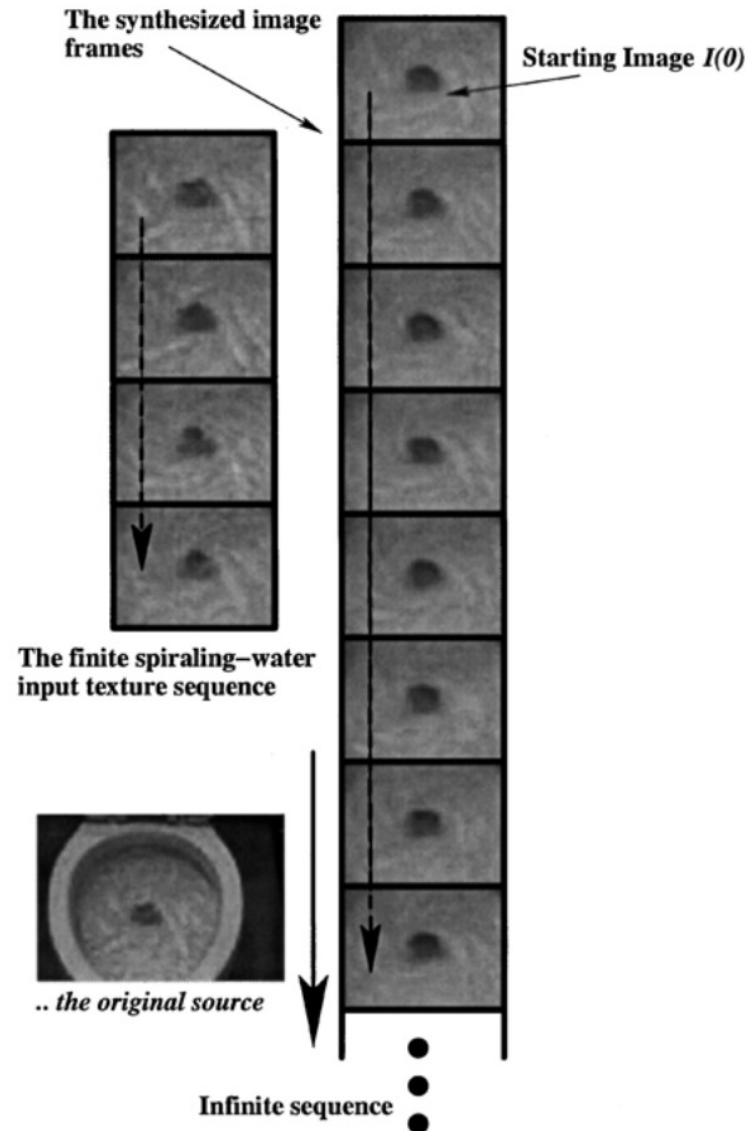 The synthesized image
frames
Starting Image I(0)
The finite spiraling–water
input texture sequence
.. the original source
Infinite sequence